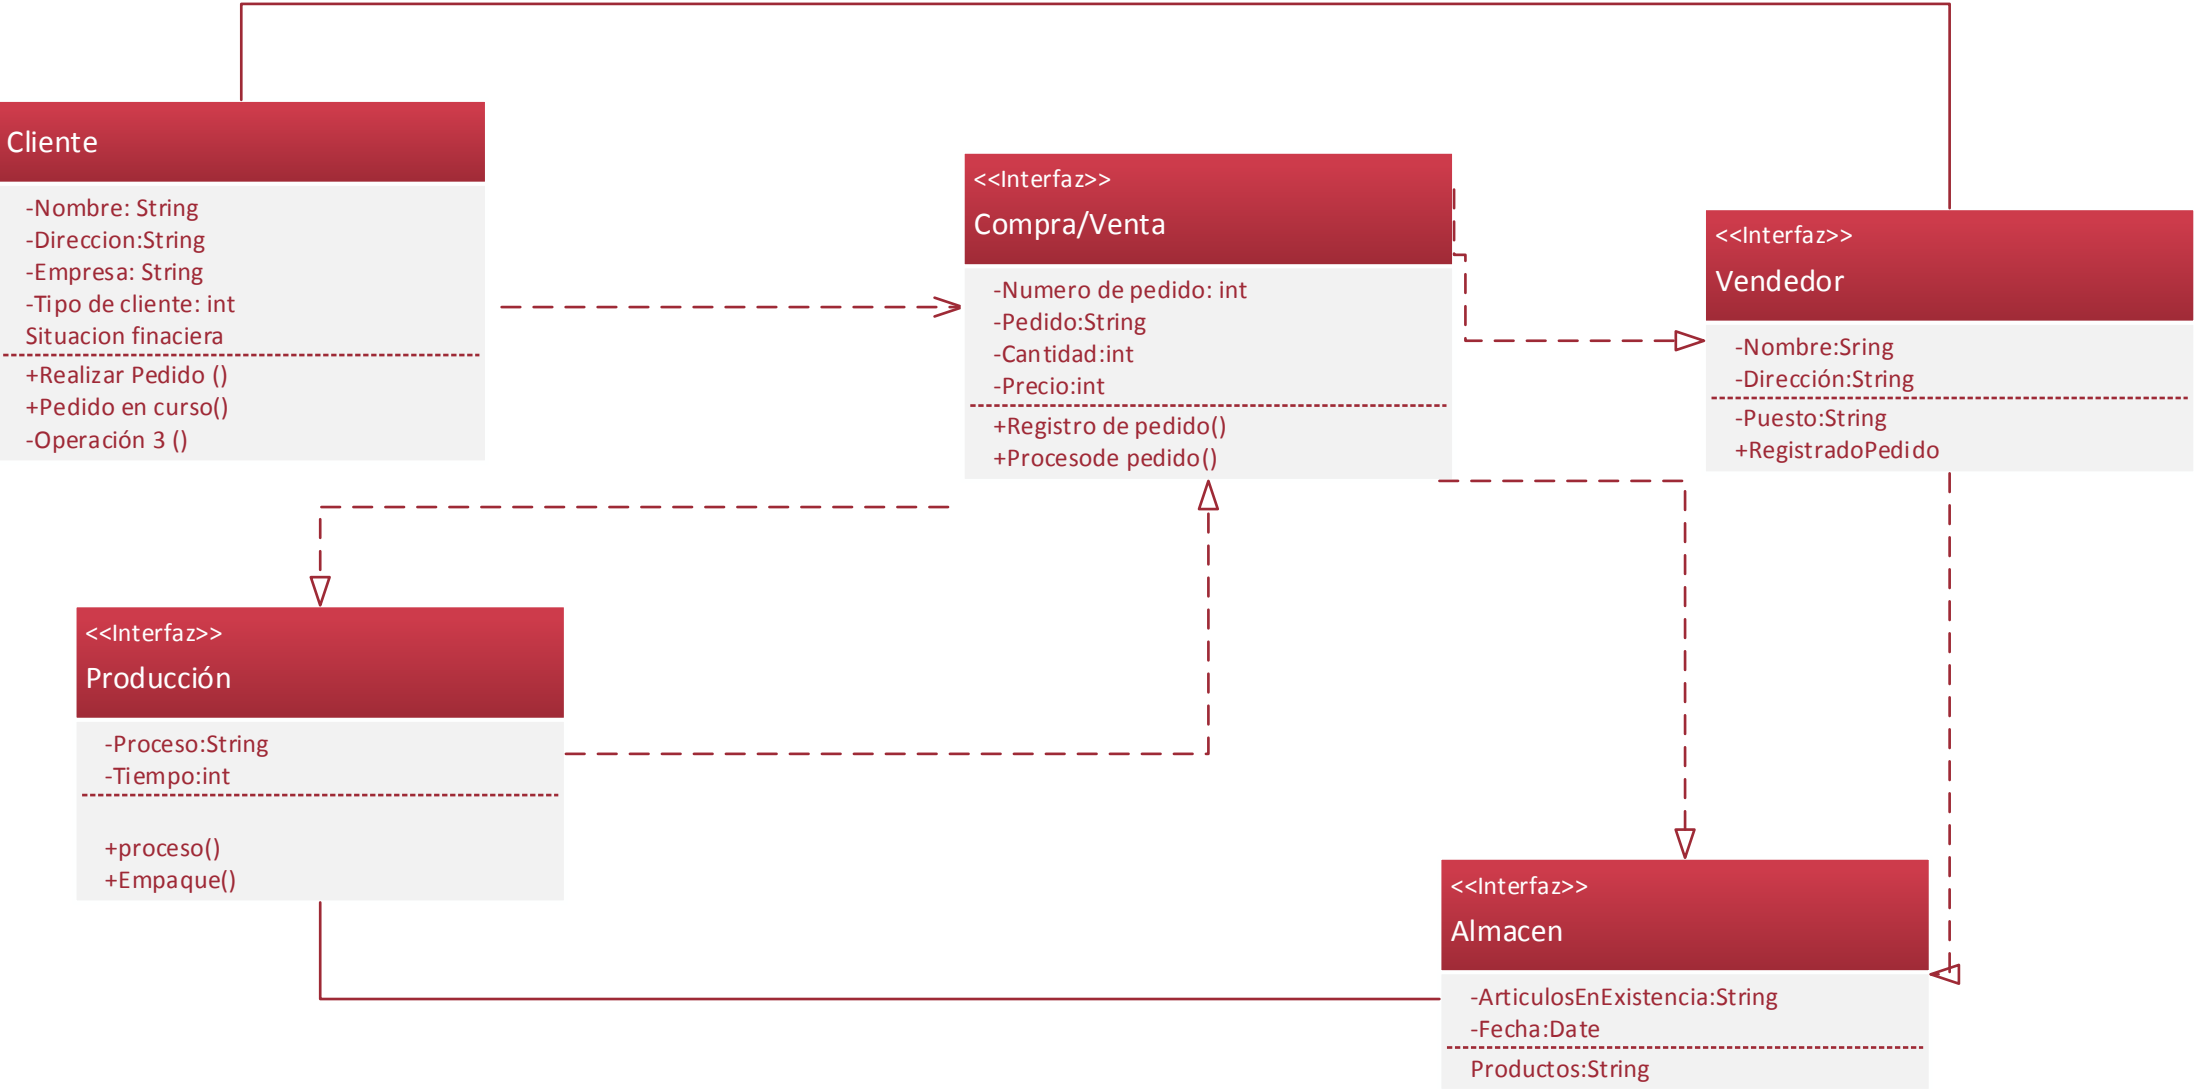 Cliente
-Nombre: String
-Direccion:String
-Empresa: String
-Tipo de cliente: int
Situacion finaciera
+Realizar Pedido ()
+Pedido en curso()
-Operación 3 ()
<<Interfaz>>
Compra/Venta
-Numero de pedido: int
-Pedido:String
-Cantidad:int
-Precio:int
+Registro de pedido()
+Procesode pedido()
<<Interfaz>>
Vendedor
-Nombre:Sring
-Dirección:String
-Puesto:String
+RegistradoPedido
<<Interfaz>>
Producción
-Proceso:String
-Tiempo:int
+proceso()
+Empaque()
<<Interfaz>>
Almacen
-ArticulosEnExistencia:String
-Fecha:Date
Productos:String